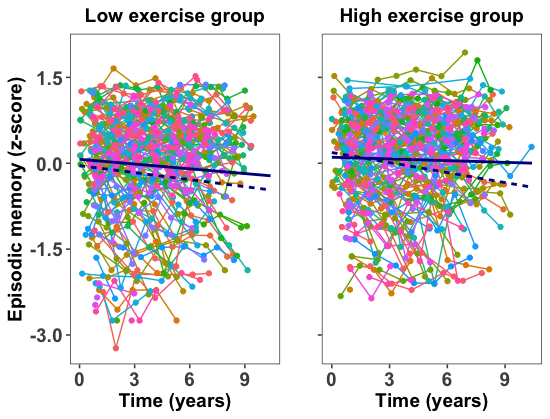 Low exercise group High exercise group
Episodic memory (z-score)
1.5
0.0
-1.5
-3.0
0 3 6 9 0 3 6 9
Time (years) Time (years)